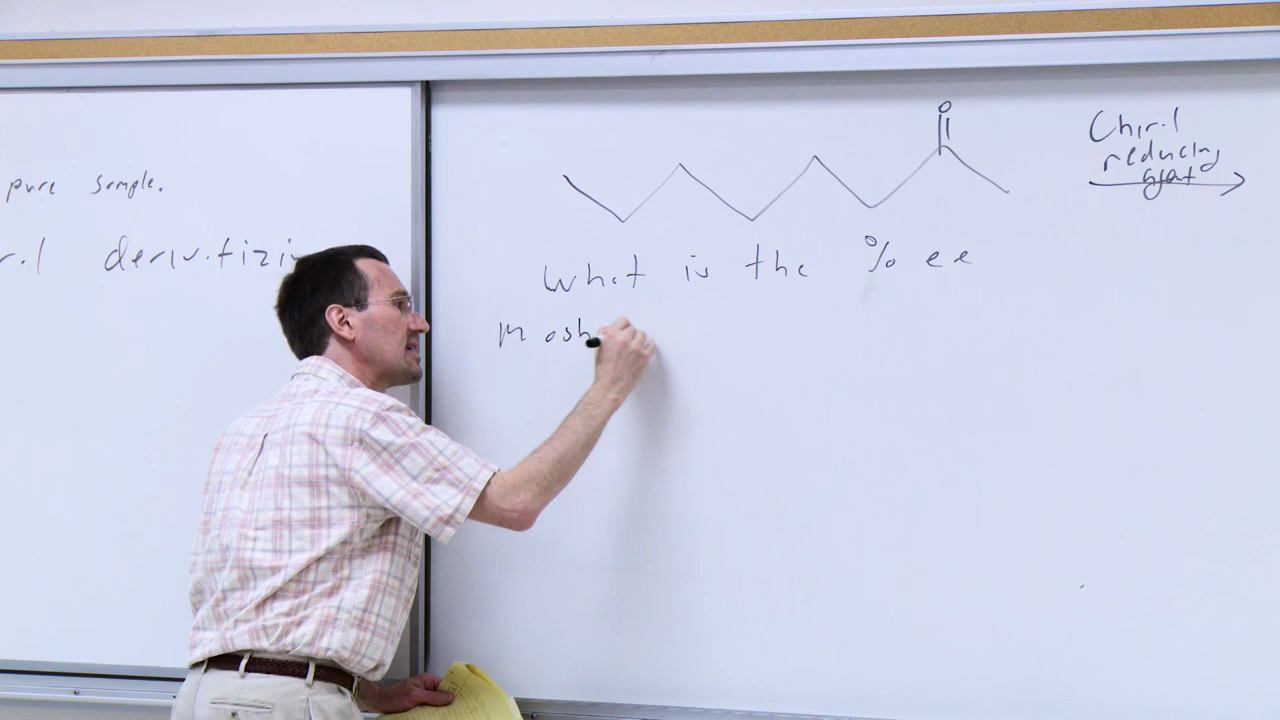 pure sample.
r.l derivitizi
O
Chiral
reducing
agent
What is the % ee
Mosh